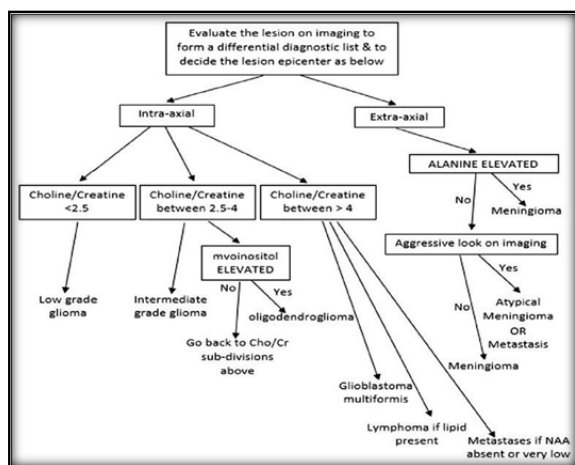 Evaluate the lesion on imaging to
form a differential diagnostic list & to
decide the lesion epicenter as below
Intra-axial
Extra-axial
ALANINE ELEVATED
No
Yes
Meningioma
Choline/Creatine
<2.5
Choline/Creatine
between 2.5-4
Choline/Creatine
between > 4
Aggressive look on imaging
mvoinositol
ELEVATED
No
Yes
No
Yes
Low grade
glioma
Intermediate
grade glioma
oligodendroglioma
Atypical
Meningioma
OR
Metastasis
Go back to Cho/Cr
sub-divisions
above
Meningioma
Glioblastoma
multiformis
Lymphoma if lipid
present
Metastases if NAA
absent or very low